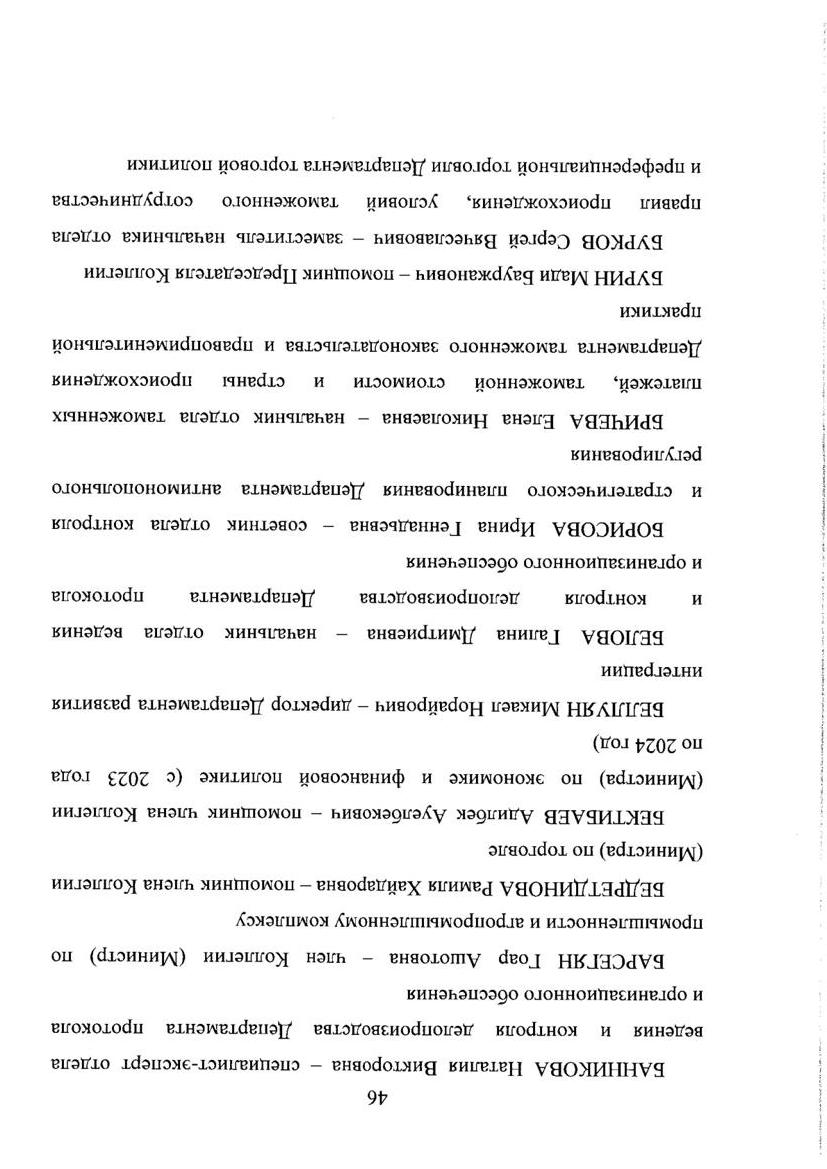 46
БАННИКОВА Наталия Викторовна – специалист-эксперт отдела
ведения и контроля делопроизводства Департамента протокола
и организационного обеспечения
БАРСЕГЯН Гоар Ашотовна – член Коллегии (Министр) по
промышленности и агропромышленному комплексу
БЕДРЕТДИНОВА Рамиля Хайдаровна – помощник члена Коллегии
(Министра) по торговле
БЕКТИБАЕВ Адилбек Ауелбекович – помощник члена Коллегии
(Министра) по экономике и финансовой политике (с 2023 года
по 2024 год)
БЕЛЛУЯН Микаел Норайрович – директор Департамента развития
интеграции
БЕЛОВА Галина Дмитриевна – начальник отдела ведения
и контроля делопроизводства Департамента протокола
и организационного обеспечения
БОРИСОВА Ирина Геннадьевна – советник отдела контроля
и стратегического планирования Департамента антимонопольного
регулирования
БРИЧЕВА Елена Николаевна – начальник отдела таможенных
платежей, таможенной стоимости и страны происхождения
Департамента таможенного законодательства и правоприменительной
практики
БУРИН Мади Бауржанович – помощник Председателя Коллегии
БУРКОВ Сергей Вячеславович – заместитель начальника отдела
правил происхождения, условий таможенного сотрудничества
и преференциальной торговли Департамента торговой политики